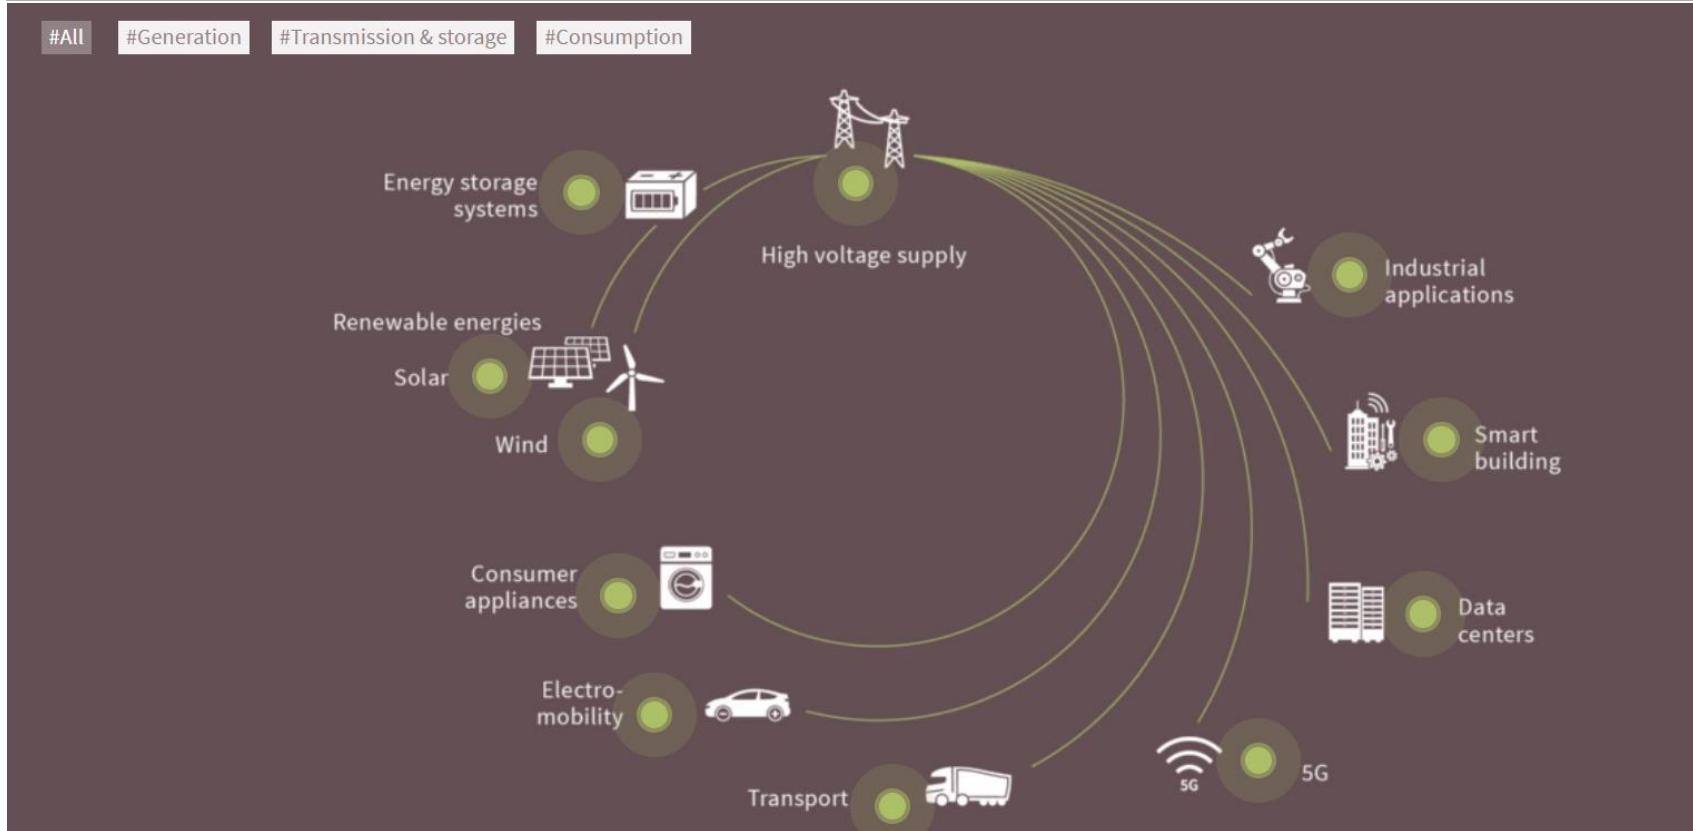 #All
#Generation
#Transmission & storage
#Consumption
Energy storage
systems
High voltage supply
Industrial
applications
Renewable energies
Solar
Wind
Smart
building
Consumer
appliances
Data
centers
Electro-
mobility
Transport
5G
5G